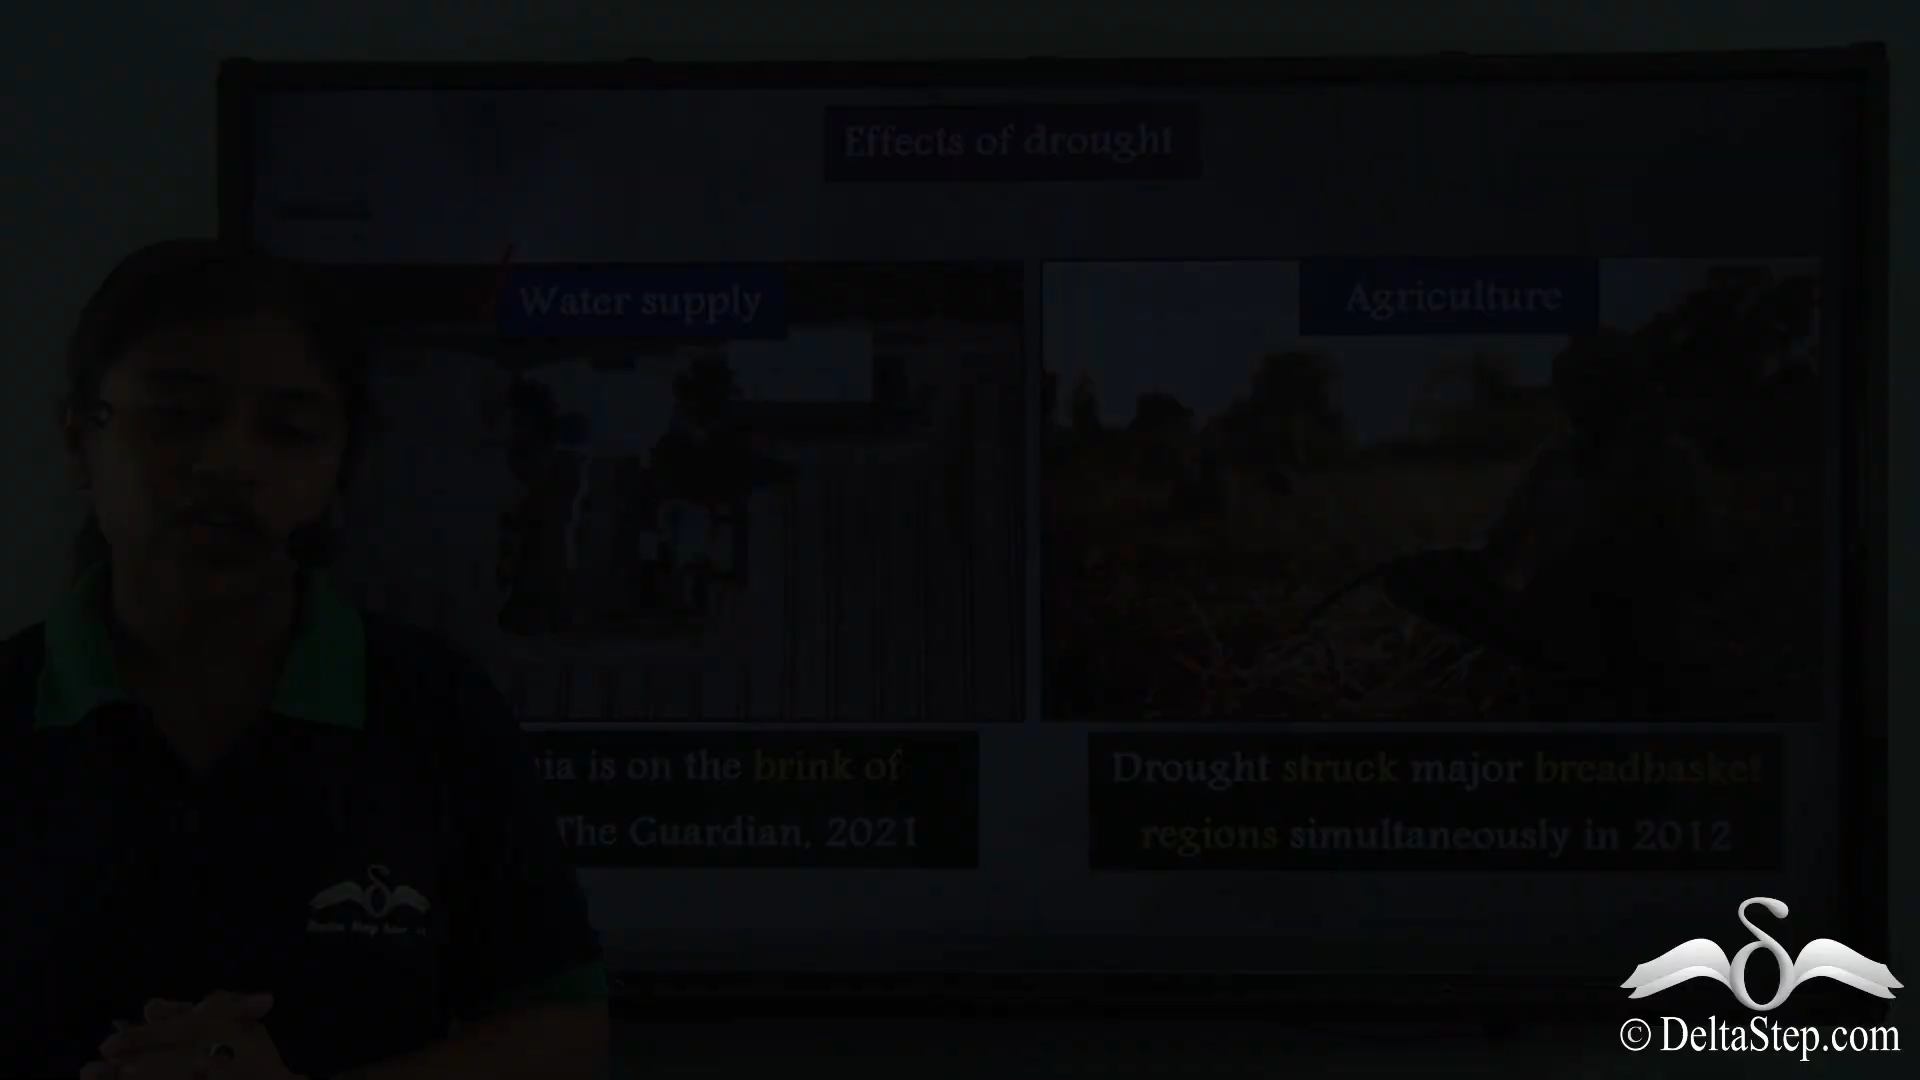 Effects of drought
Water supply
Agriculture
is on the brink of
The Guardian, 2021
Drought struck major breadbasket
regions simultaneously in 2012
© DeltaStep.com